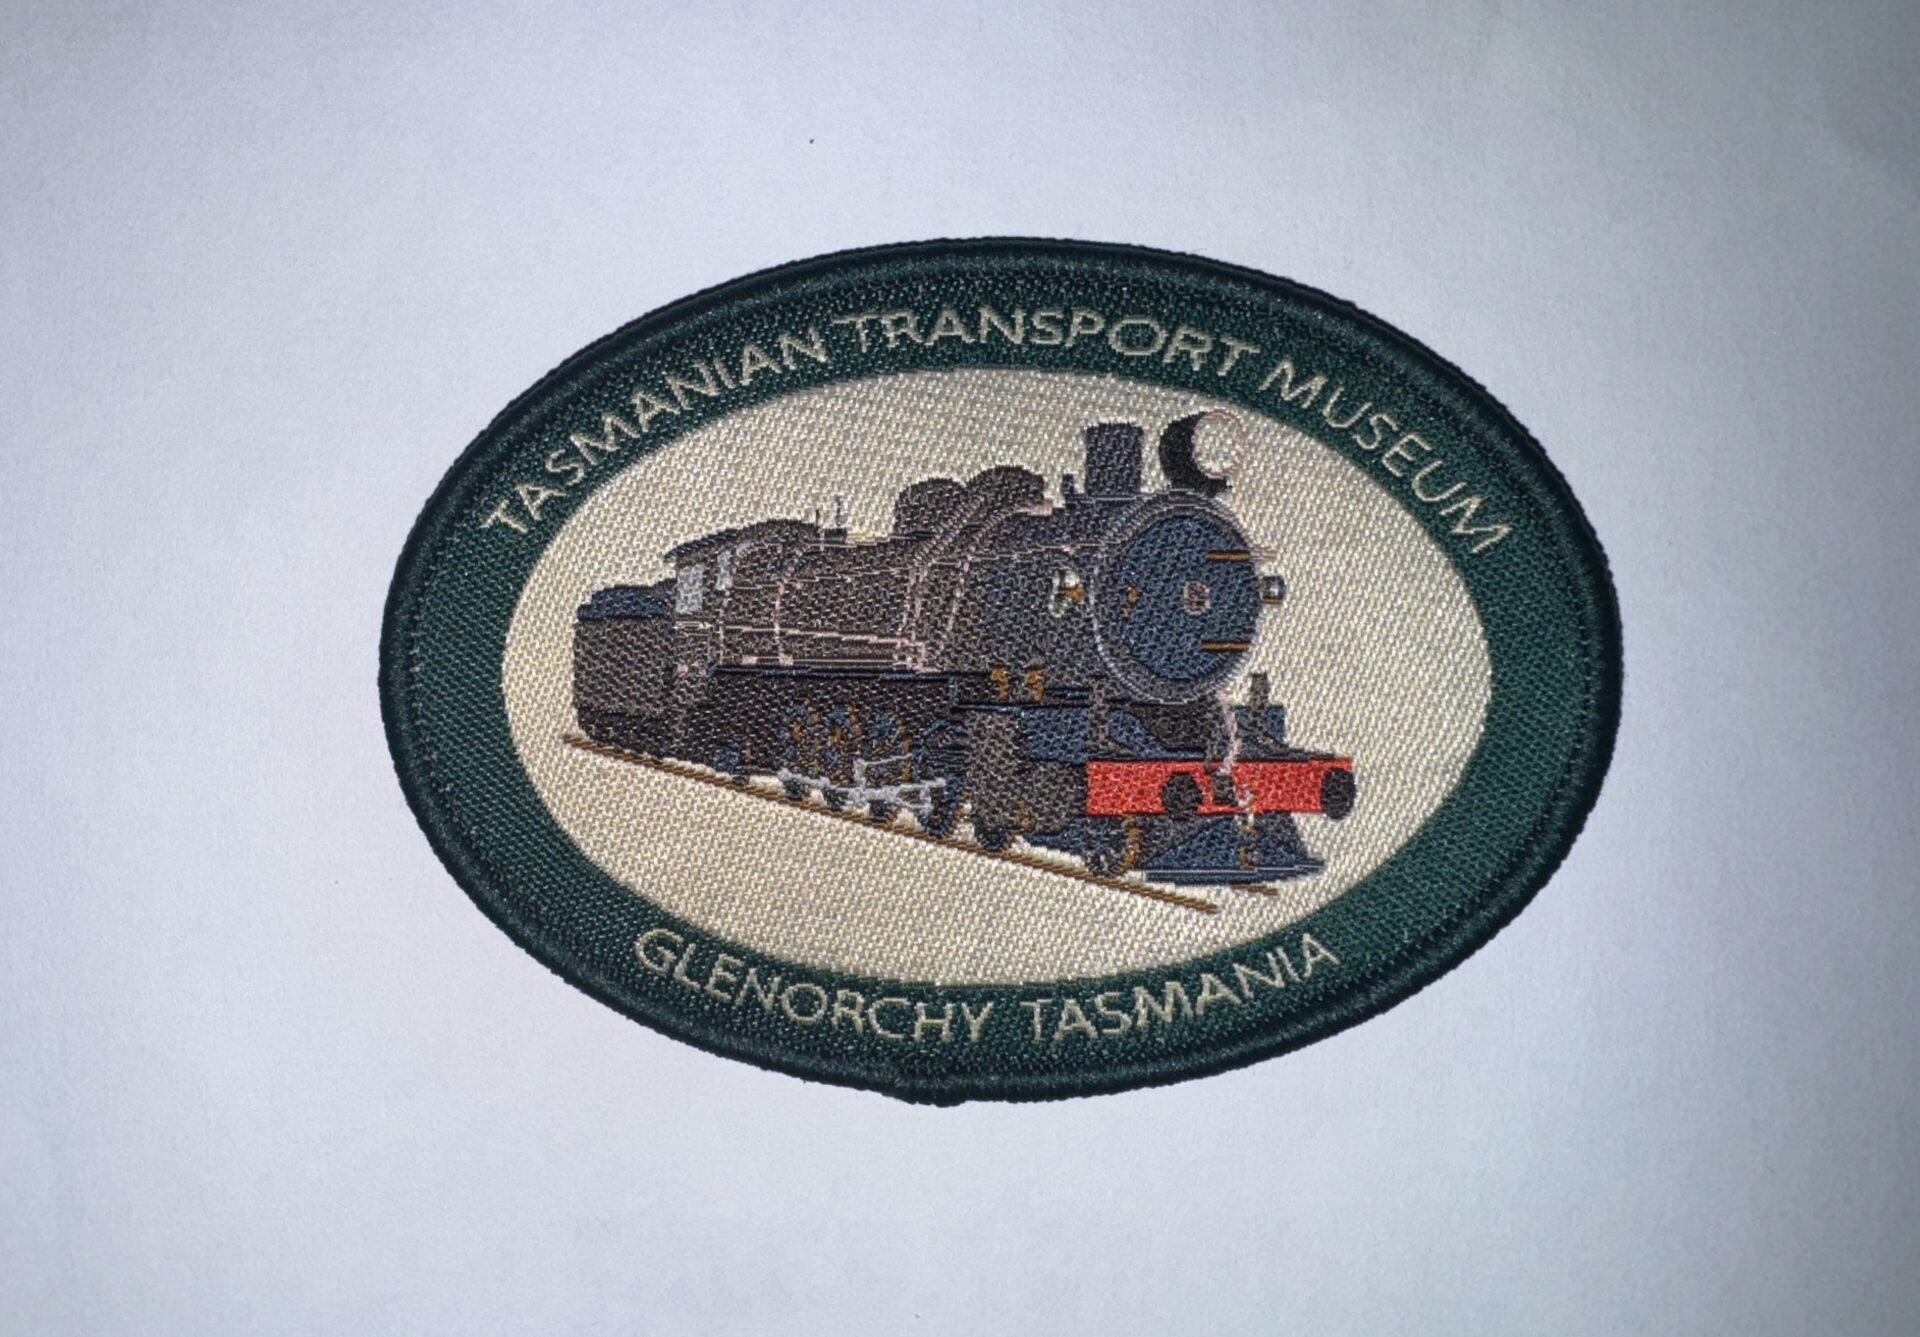 TASMANIAN TRANSPORT MUSEUM
GLENORCHY TASMANIA